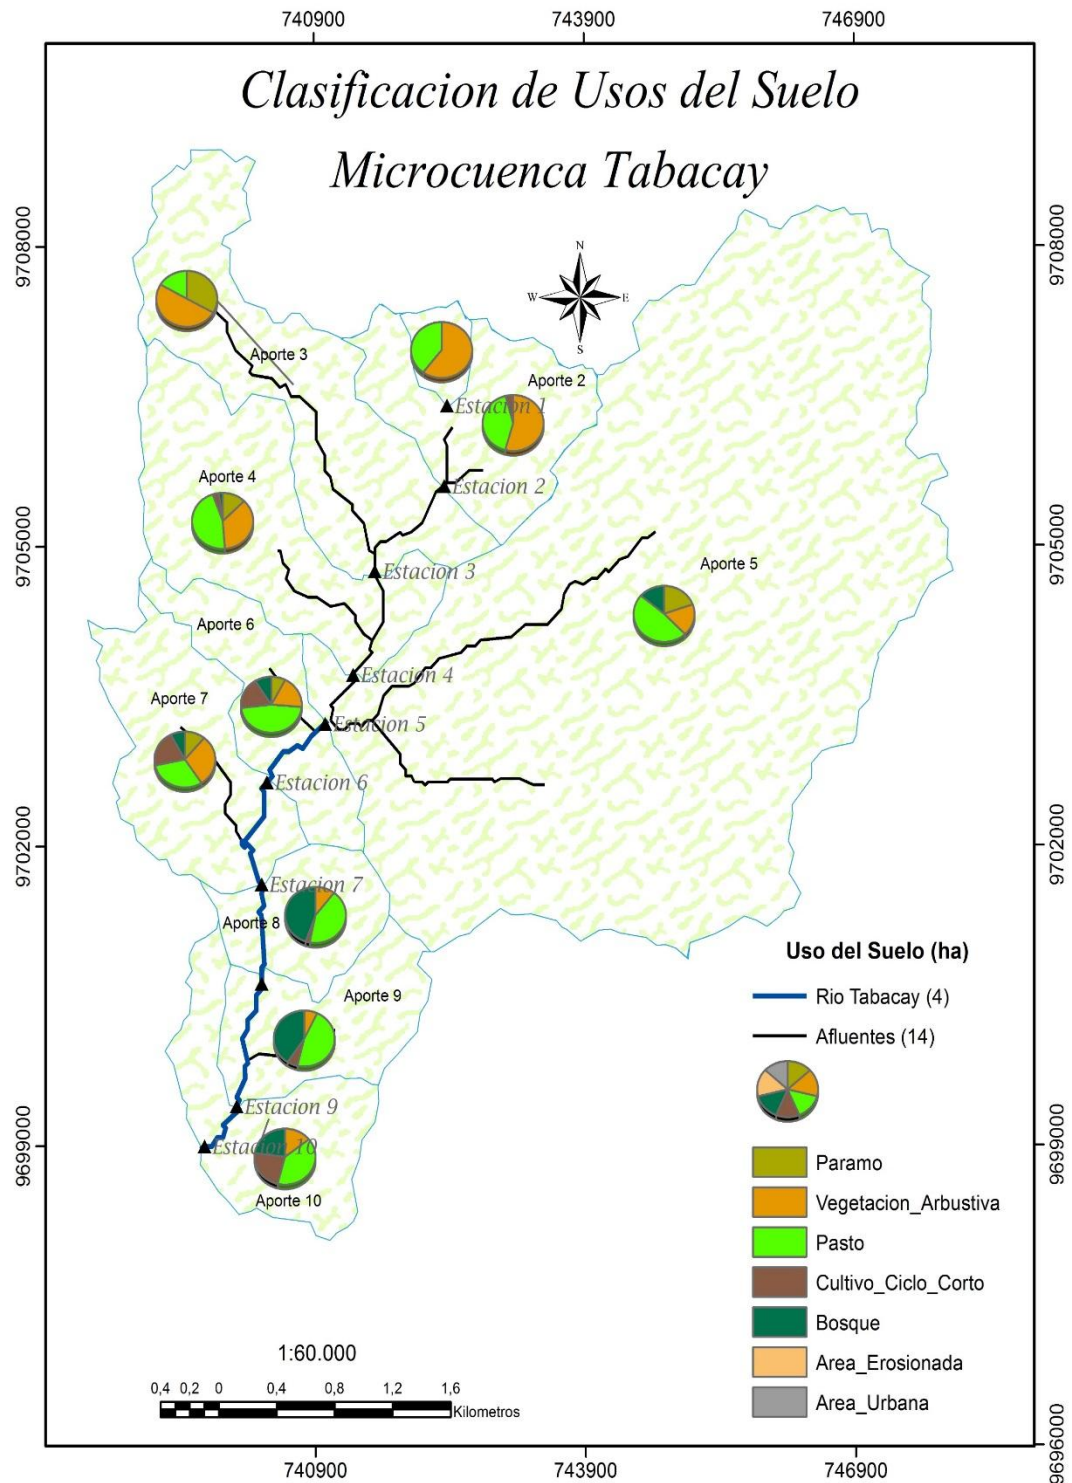 740900
743900
746900
Clasificacion de Usos del Suelo
Microcuenca Tabacay
9708000
9708000
N
W
E
S
Aporte 3
Aporte 2
Estacion 1
Aporte 4
Estacion 2
9705000
9705000
Estacion 3
Aporte 5
Aporte 6
Estacion 4
Aporte 7
Estacion 5
Estacion 6
9702000
9702000
Estacion 7
Aporte 8
Uso del Suelo (ha)
Aporte 9
Rio Tabacay (4)
Afluentes (14)
Estacion 9
9699000
9699000
Estacion 10
Aporte 10
Paramo
Vegetacion_Arbustiva
Pasto
Cultivo_Ciclo_Corto
Bosque
Area_Erosionada
Area_Urbana
1:60.000
0,4 0,2 0 0,4 0,8 1,2 1,6
Kilometros
9696000
740900
743900
746900